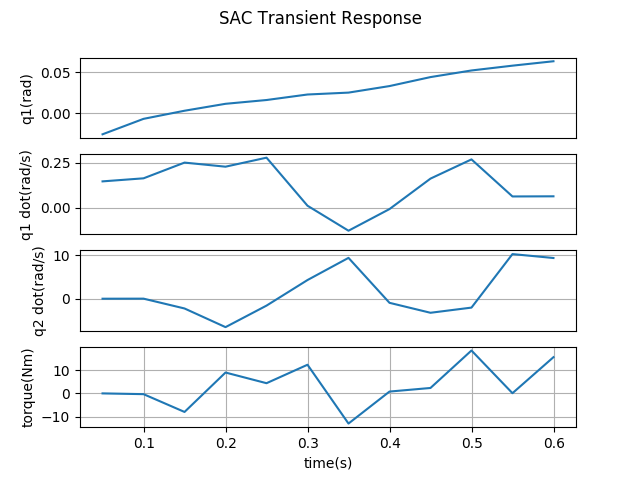 SAC Transient Response
0.05
0.00
q1(rad)
0.25
0.00
q1 dot(rad/s)
10
0
q2 dot(rad/s)
10
0
−10
torque(Nm)
0.1 0.2 0.3 0.4 0.5 0.6
time(s)